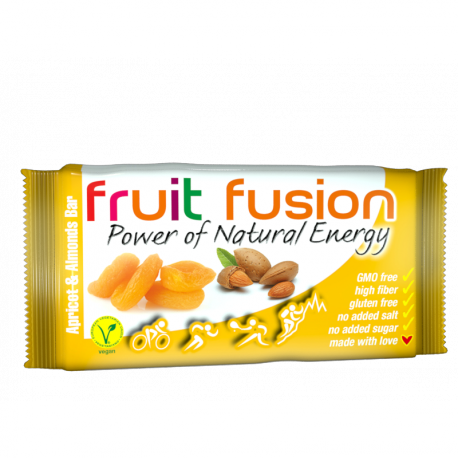 fruit fusion
Power of Natural Energy
Apricot & Almonds Bar
GMO free
high fiber
gluten free
no added salt
no added sugar
made with love
vegan